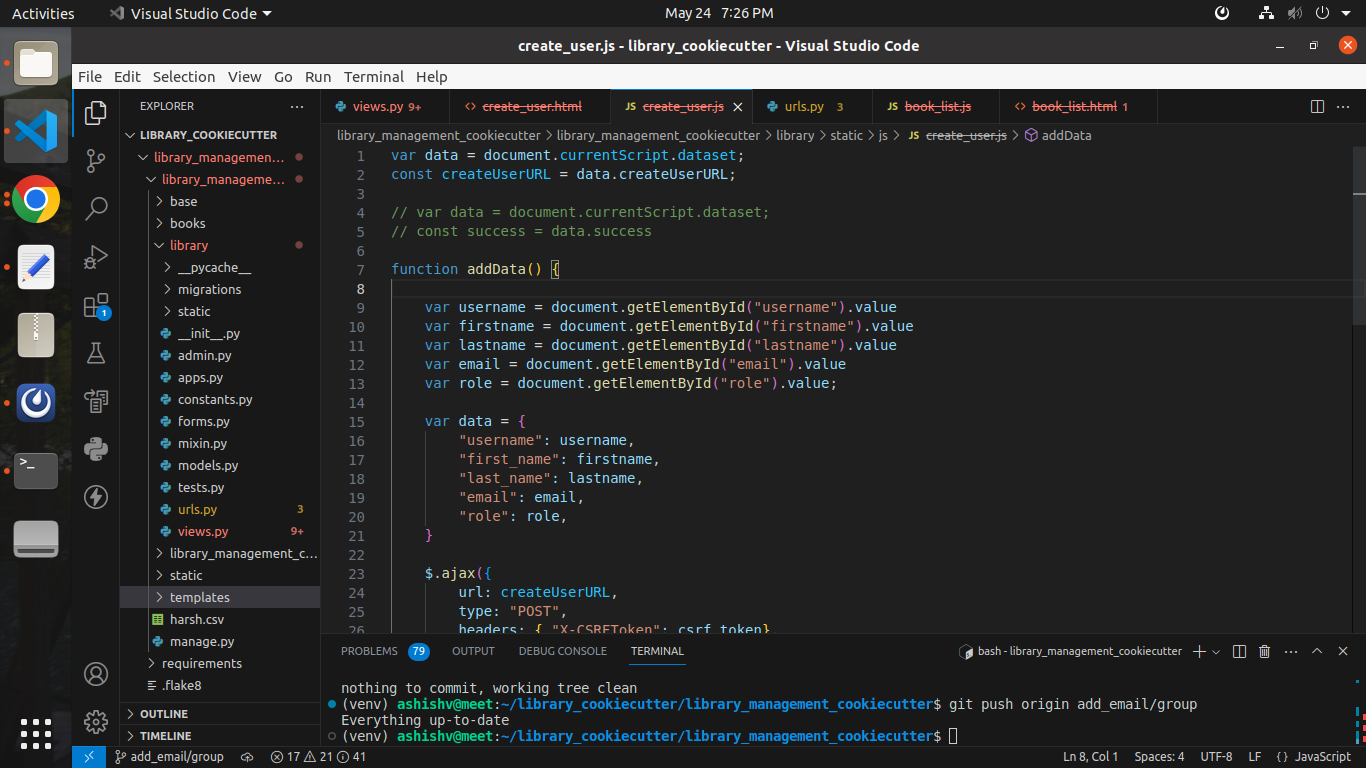 Activities
Visual Studio Code
May 24 7:26 PM
create_user.js - library_cookiecutter - Visual Studio Code
File Edit Selection View Go Run Terminal Help
EXPLORER
views.py 9+
create_user.html
JS create_user.js
urls.py 3
JS book_list.js
book_list.html 1
LIBRARY_COOKIECUTTER
library_managemen...
library_manageme...
base
books
library
__pycache__
migrations
static
__init__.py
admin.py
apps.py
constants.py
forms.py
mixin.py
models.py
tests.py
urls.py 3
views.py 9+
library_management_c...
static
templates
harsh.csv
manage.py
requirements
.flake8
OUTLINE
TIMELINE
1
library_management_cookiecutter > library_management_cookiecutter > library > static > js > JS create_user.js > addData
1 var data = document.currentScript.dataset;
2 const createUserURL = data.createUserURL;
3
4 // var data = document.currentScript.dataset;
5 // const success = data.success
6
7 function addData() {
8
9 var username = document.getElementById("username").value
10 var firstname = document.getElementById("firstname").value
11 var lastname = document.getElementById("lastname").value
12 var email = document.getElementById("email").value
13 var role = document.getElementById("role").value;
14
15 var data = {
16 "username": username,
17 "first_name": firstname,
18 "last_name": lastname,
19 "email": email,
20 "role": role,
21 }
22
23 $.ajax({
24 url: createUserURL,
25 type: "POST",
26 headers: { "X-CSRFToken": csrf_token},
PROBLEMS 79 OUTPUT DEBUG CONSOLE TERMINAL
bash - library_management_cookiecutter
nothing to commit, working tree clean
(venv) ashishv@meet:~/library_cookiecutter/library_management_cookiecutter$ git push origin add_email/group
Everything up-to-date
(venv) ashishv@meet:~/library_cookiecutter/library_management_cookiecutter$
add_email/group
17 21 41
Ln 8, Col 1
Spaces: 4
UTF-8
LF
{ } JavaScript